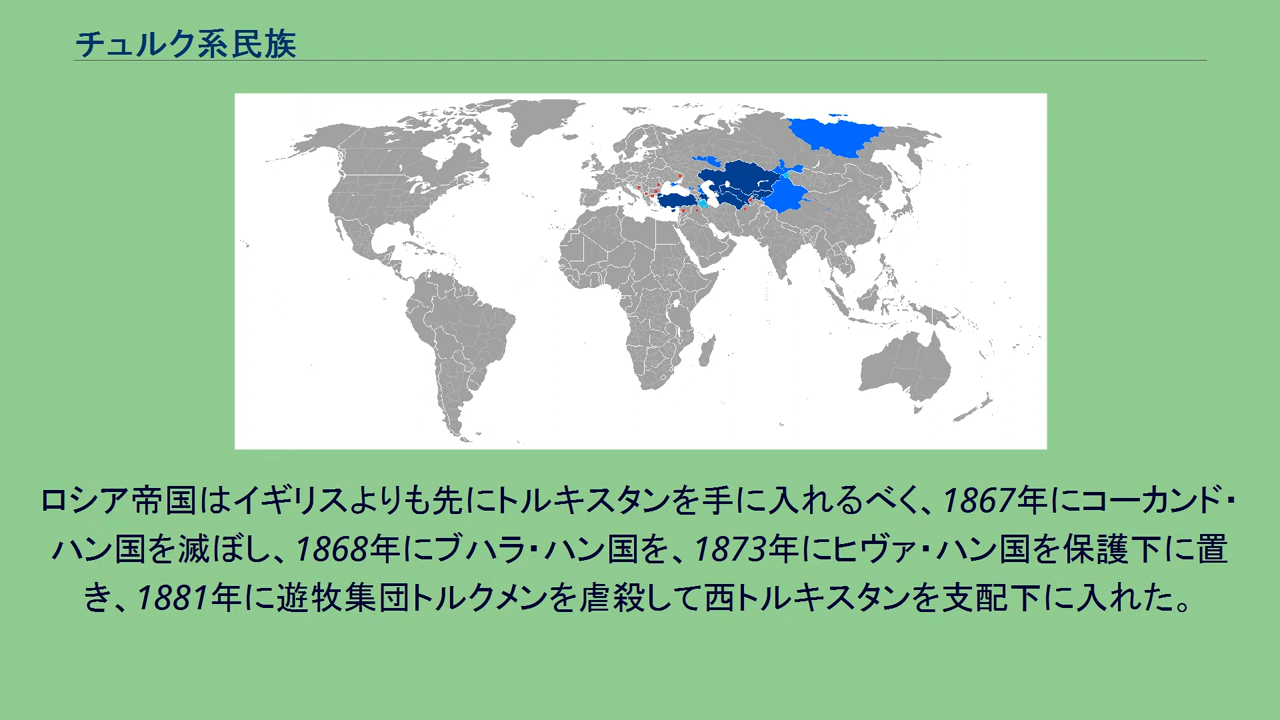 チュルク系民族
ロシア帝国はイギリスよりも先にトルキスタンを手に入れるべく、1867年にコーカンド・
ハン国を滅ぼし、1868年にブハラ・ハン国を、1873年にヒヴァ・ハン国を保護下に置
き、1881年に遊牧集団トルクメンを虐殺して西トルキスタンを支配下に入れた。